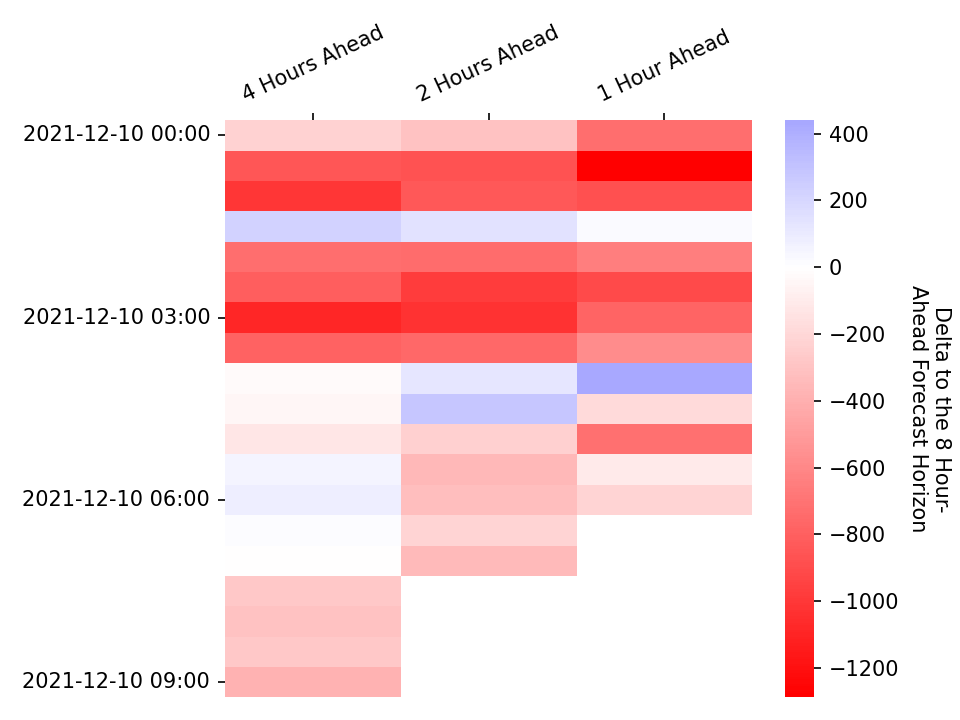 4 Hours Ahead
2 Hours Ahead
1 Hour Ahead
2021-12-10 00:00
2021-12-10 03:00
2021-12-10 06:00
2021-12-10 09:00
400
200
0
−200
−400
−600
−800
−1000
−1200
Delta to the 8 Hour-
Ahead Forecast Horizon